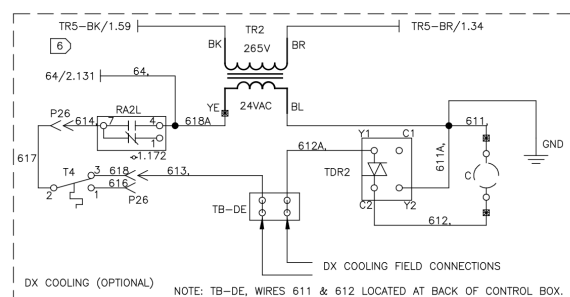 TR5-BK/1.59
TR2
TR5-BR/1.34
6
BK
265V
BR
64/2.131
64.
RA2L
YE
24VAC
BL
P26
614.
7
4
618A
1
611.
<>1.172
617
612A.
Y1
C1
611A.
GND
T4
3
618
613.
TDR2
C
2
616
1
P26
C2
Y2
612.
TB-DE
DX COOLING FIELD CONNECTIONS
DX COOLING (OPTIONAL)
NOTE: TB-DE, WIRES 611 & 612 LOCATED AT BACK OF CONTROL BOX.